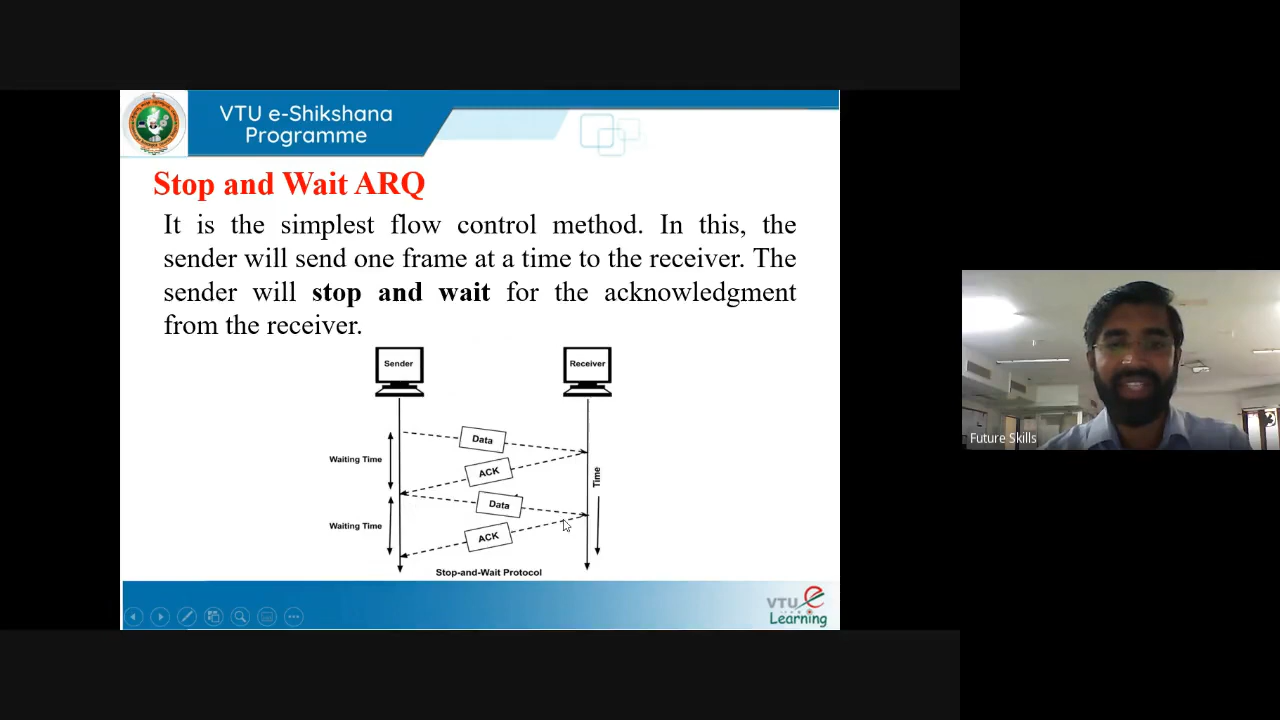 VTU e-Shikshana
Programme
Stop and Wait ARQ
It is the simplest flow control method. In this, the
sender will send one frame at a time to the receiver. The
sender will stop and wait for the acknowledgment
from the receiver.
Sender
Receiver
Data
Waiting Time
ACK
Time
Data
Waiting Time
ACK
Stop-and-Wait Protocol
VTU e
Learning
Future Skills
3